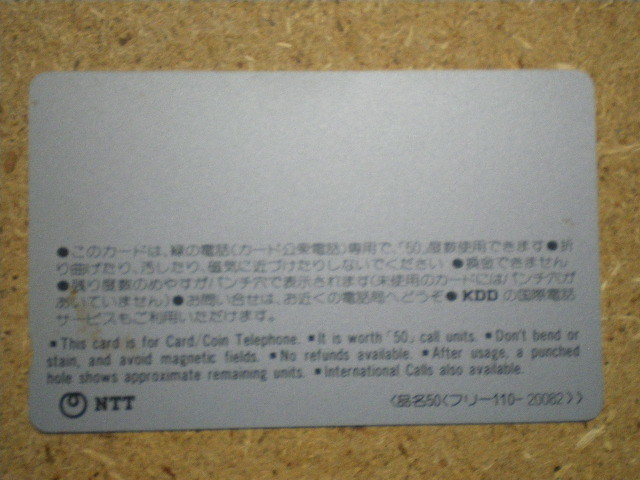 ●このカードは、緑の電話(カード公衆電話)専用で、「50」度数使用できます●折
り曲げたり、汚したり、磁気に近づけたりしないでください ●換金できません
●残り度数のめやすがパンチ穴で表示されます(未使用のカードにはパンチ穴が
あいていません)●お問い合せは、お近くの電話局へどうぞ● KDD の国際電話
サービスもご利用いただけます。
●This card is for Card/Coin Telephone. ●It is worth「50」call units. ●Don't bend or
stain, and avoid magnetic fields. ●No refunds available. ●After usage, a punched
hole shows approximate remaining units. ●International Calls also available.
NTT
〈品名50〈フリー110-20082〉〉